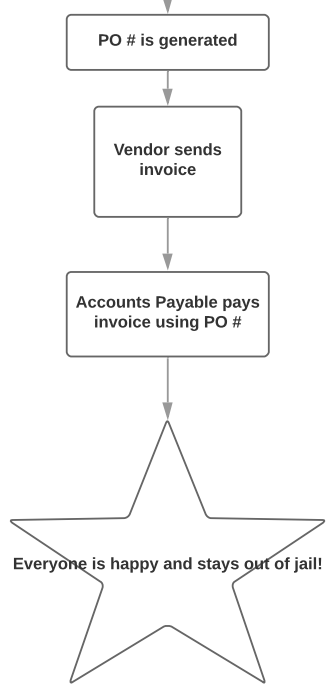 PO # is generated
Vendor sends
invoice
Accounts Payable pays
invoice using PO #
Everyone is happy and stays out of jail!